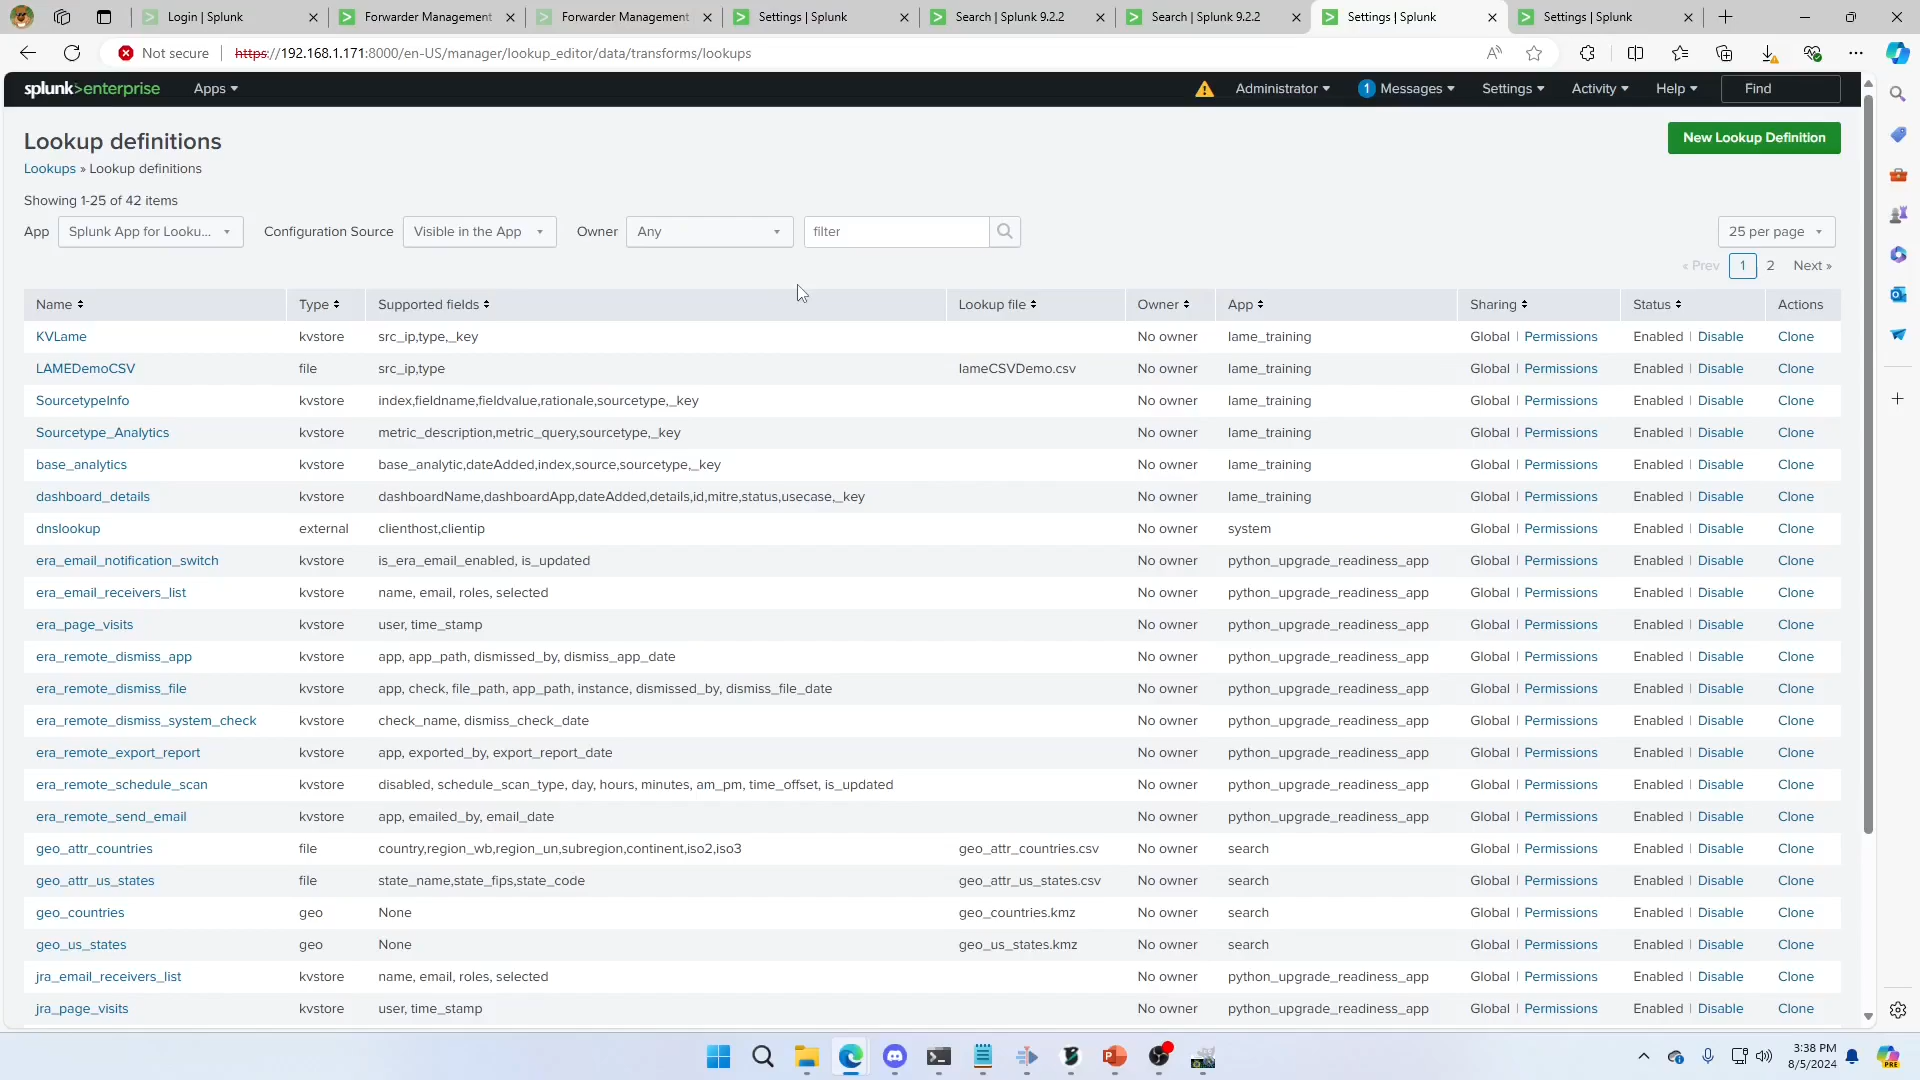 Login | Splunk
Forwarder Management
Forwarder Management
Settings | Splunk
Search | Splunk 9.2.2
Search | Splunk 9.2.2
Settings | Splunk
Settings | Splunk
Not secure
https://192.168.1.171:8000/en-US/manager/lookup_editor/data/transforms/lookups
splunk>enterprise Apps Administrator 1 Messages Settings Activity Help Find
Lookup definitions
New Lookup Definition
Lookups » Lookup definitions
Showing 1-25 of 42 items
App Splunk App for Looku... Configuration Source Visible in the App Owner Any filter 25 per page
« Prev 1 2 Next »
Name Type Supported fields Lookup file Owner App Sharing Status Actions
KVLame kvstore src_ip,type,_key No owner lame_training Global | Permissions Enabled | Disable Clone
LAMEDemoCSV file src_ip,type lameCSVDemo.csv No owner lame_training Global | Permissions Enabled | Disable Clone
SourcetypeInfo kvstore index,fieldname,fieldvalue,rationale,sourcetype,_key No owner lame_training Global | Permissions Enabled | Disable Clone
Sourcetype_Analytics kvstore metric_description,metric_query,sourcetype,_key No owner lame_training Global | Permissions Enabled | Disable Clone
base_analytics kvstore base_analytic,dateAdded,index,source,sourcetype,_key No owner lame_training Global | Permissions Enabled | Disable Clone
dashboard_details kvstore dashboardName,dashboardApp,dateAdded,details,id,mitre,status,usecase,_key No owner lame_training Global | Permissions Enabled | Disable Clone
dnslookup external clienthost,clientip No owner system Global | Permissions Enabled | Disable Clone
era_email_notification_switch kvstore is_era_email_enabled, is_updated No owner python_upgrade_readiness_app Global | Permissions Enabled | Disable Clone
era_email_receivers_list kvstore name, email, roles, selected No owner python_upgrade_readiness_app Global | Permissions Enabled | Disable Clone
era_page_visits kvstore user, time_stamp No owner python_upgrade_readiness_app Global | Permissions Enabled | Disable Clone
era_remote_dismiss_app kvstore app, app_path, dismissed_by, dismiss_app_date No owner python_upgrade_readiness_app Global | Permissions Enabled | Disable Clone
era_remote_dismiss_file kvstore app, check, file_path, app_path, instance, dismissed_by, dismiss_file_date No owner python_upgrade_readiness_app Global | Permissions Enabled | Disable Clone
era_remote_dismiss_system_check kvstore check_name, dismiss_check_date No owner python_upgrade_readiness_app Global | Permissions Enabled | Disable Clone
era_remote_export_report kvstore app, exported_by, export_report_date No owner python_upgrade_readiness_app Global | Permissions Enabled | Disable Clone
era_remote_schedule_scan kvstore disabled, schedule_scan_type, day, hours, minutes, am_pm, time_offset, is_updated No owner python_upgrade_readiness_app Global | Permissions Enabled | Disable Clone
era_remote_send_email kvstore app, emailed_by, email_date No owner python_upgrade_readiness_app Global | Permissions Enabled | Disable Clone
geo_attr_countries file country,region_wb,region_un,subregion,continent,iso2,iso3 geo_attr_countries.csv No owner search Global | Permissions Enabled | Disable Clone
geo_attr_us_states file state_name,state_fips,state_code geo_attr_us_states.csv No owner search Global | Permissions Enabled | Disable Clone
geo_countries geo None geo_countries.kmz No owner search Global | Permissions Enabled | Disable Clone
geo_us_states geo None geo_us_states.kmz No owner search Global | Permissions Enabled | Disable Clone
jra_email_receivers_list kvstore name, email, roles, selected No owner python_upgrade_readiness_app Global | Permissions Enabled | Disable Clone
jra_page_visits kvstore user, time_stamp No owner python_upgrade_readiness_app Global | Permissions Enabled | Disable Clone
3:38 PM
8/5/2024
PRE